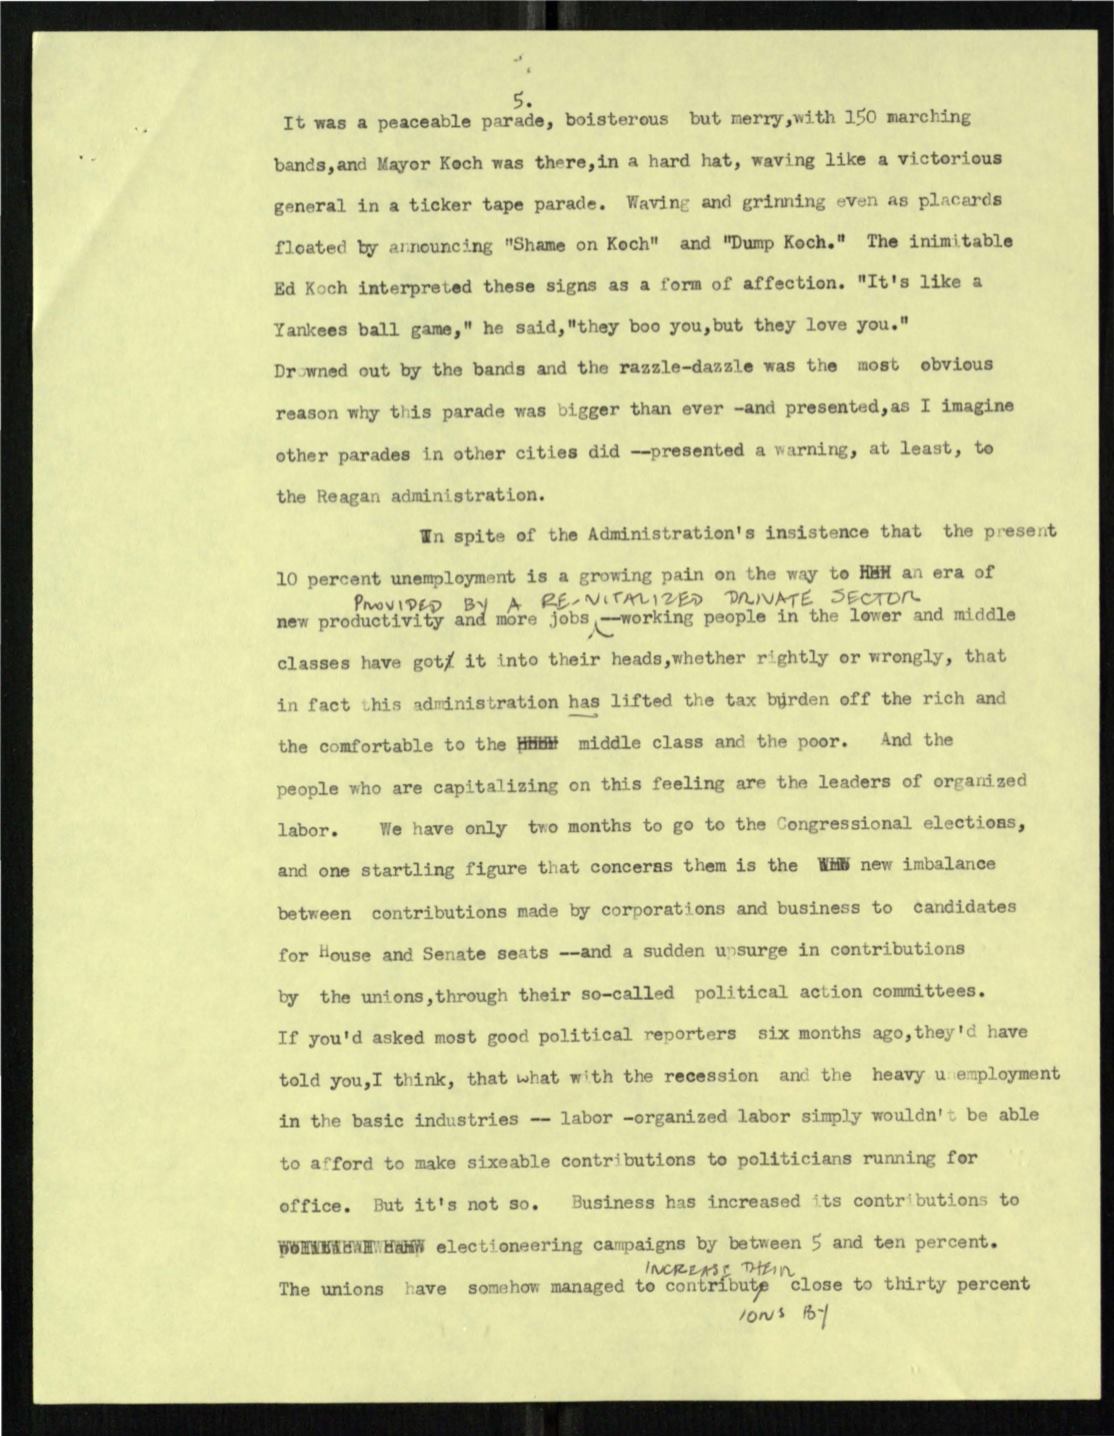 5.
It was a peaceable parade, boisterous but merry,with 150 marching
bands,and Mayor Koch was there,in a hard hat, waving like a victorious
general in a ticker tape parade. Waving and grinning even as placards
floated by announcing "Shame on Koch" and "Dump Koch." The inimitable
Ed Koch interpreted these signs as a form of affection. "It's like a
Yankees ball game," he said,"they boo you,but they love you."
Drowned out by the bands and the razzle-dazzle was the most obvious
reason why this parade was bigger than ever -and presented,as I imagine
other parades in other cities did --presented a warning, at least, to
the Reagan administration.
In spite of the Administration's insistence that the present
10 percent unemployment is a growing pain on the way to an era of
PROVIDED BY A RE-VITALIZED PRIVATE SECTOR
new productivity and more jobs --working people in the lower and middle
classes have got it into their heads,whether rightly or wrongly, that
in fact this administration has lifted the tax burden off the rich and
the comfortable to the middle class and the poor. And the
people who are capitalizing on this feeling are the leaders of organized
labor. We have only two months to go to the Congressional elections,
and one startling figure that concerns them is the new imbalance
between contributions made by corporations and business to candidates
for House and Senate seats --and a sudden upsurge in contributions
by the unions,through their so-called political action committees.
If you'd asked most good political reporters six months ago,they'd have
told you,I think, that what with the recession and the heavy unemployment
in the basic industries -- labor -organized labor simply wouldn't be able
to afford to make sixeable contributions to politicians running for
office. But it's not so. Business has increased its contributions to
electioneering campaigns by between 5 and ten percent.
INCREASE THEIR
The unions have somehow managed to contribute close to thirty percent
IONS BY